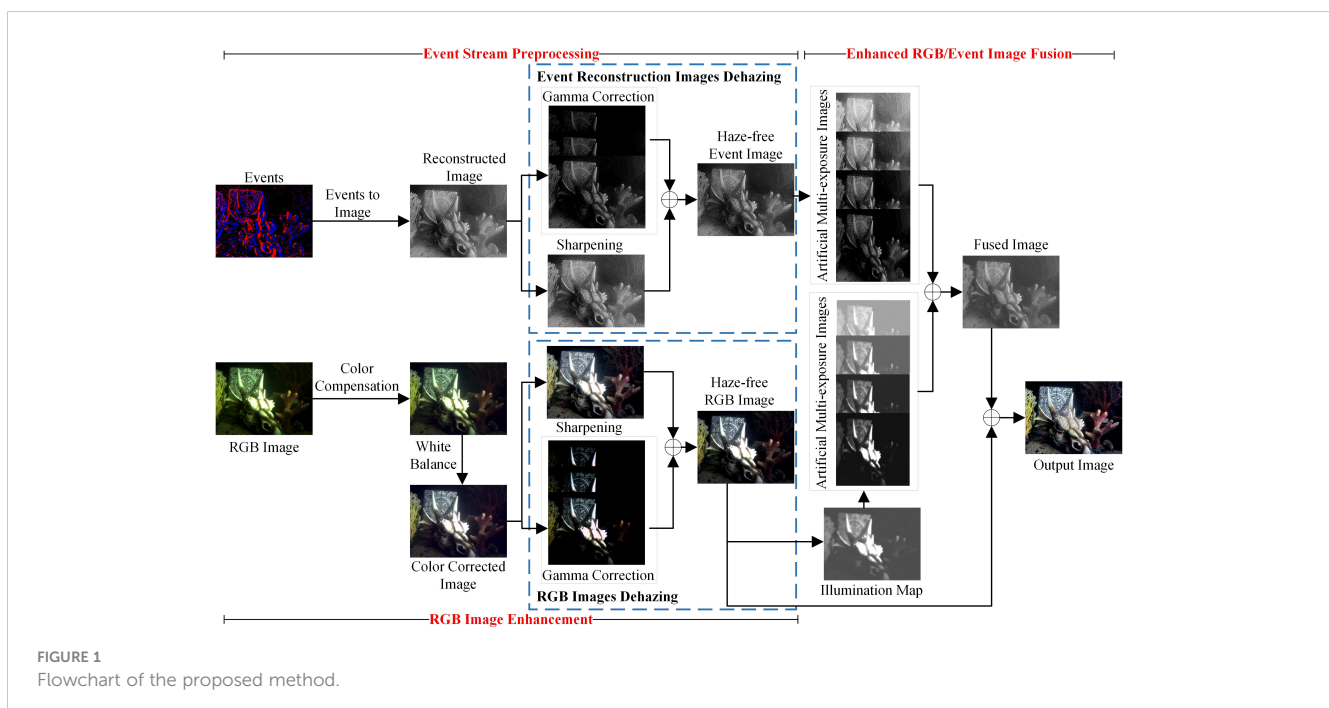 Event Stream Preprocessing
Enhanced RGB/Event Image Fusion
Event Reconstruction Images Dehazing
Gamma Correction
Haze-free
Event Image
Reconstructed
Image
Events
Events to
Image
Sharpening
Artificial Multi-exposure Images
Fused Image
Color
Compensation
RGB Image
White
Balance
Color Corrected
Image
Sharpening
Haze-free
RGB Image
Gamma Correction
RGB Images Dehazing
Artificial Multi-exposure Images
Illumination Map
Output Image
RGB Image Enhancement
FIGURE 1
Flowchart of the proposed method.